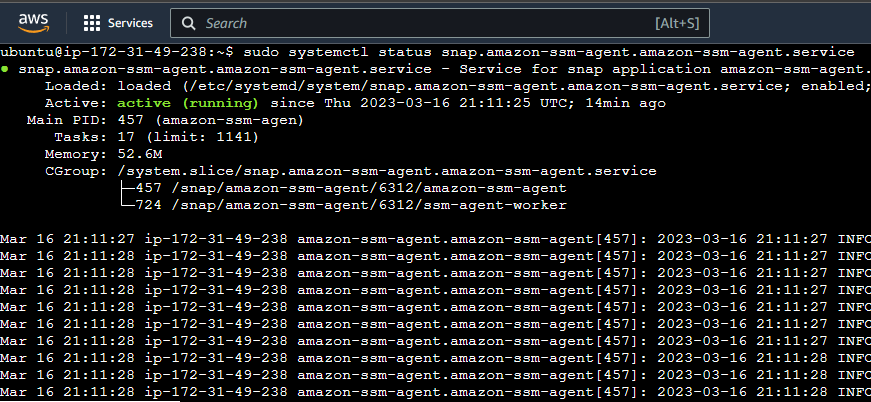 aws Services Search [Alt+S]
ubuntu@ip-172-31-49-238:~$ sudo systemctl status snap.amazon-ssm-agent.amazon-ssm-agent.service
● snap.amazon-ssm-agent.amazon-ssm-agent.service - Service for snap application amazon-ssm-agent.
Loaded: loaded (/etc/systemd/system/snap.amazon-ssm-agent.amazon-ssm-agent.service; enabled;
Active: active (running) since Thu 2023-03-16 21:11:25 UTC; 14min ago
Main PID: 457 (amazon-ssm-agen)
Tasks: 17 (limit: 1141)
Memory: 52.6M
CGroup: /system.slice/snap.amazon-ssm-agent.amazon-ssm-agent.service
├─457 /snap/amazon-ssm-agent/6312/amazon-ssm-agent
└─724 /snap/amazon-ssm-agent/6312/ssm-agent-worker
Mar 16 21:11:27 ip-172-31-49-238 amazon-ssm-agent.amazon-ssm-agent[457]: 2023-03-16 21:11:27 INFO
Mar 16 21:11:28 ip-172-31-49-238 amazon-ssm-agent.amazon-ssm-agent[457]: 2023-03-16 21:11:27 INFO
Mar 16 21:11:28 ip-172-31-49-238 amazon-ssm-agent.amazon-ssm-agent[457]: 2023-03-16 21:11:27 INFO
Mar 16 21:11:28 ip-172-31-49-238 amazon-ssm-agent.amazon-ssm-agent[457]: 2023-03-16 21:11:27 INFO
Mar 16 21:11:28 ip-172-31-49-238 amazon-ssm-agent.amazon-ssm-agent[457]: 2023-03-16 21:11:27 INFO
Mar 16 21:11:28 ip-172-31-49-238 amazon-ssm-agent.amazon-ssm-agent[457]: 2023-03-16 21:11:27 INFO
Mar 16 21:11:28 ip-172-31-49-238 amazon-ssm-agent.amazon-ssm-agent[457]: 2023-03-16 21:11:27 INFO
Mar 16 21:11:28 ip-172-31-49-238 amazon-ssm-agent.amazon-ssm-agent[457]: 2023-03-16 21:11:28 INFO
Mar 16 21:11:28 ip-172-31-49-238 amazon-ssm-agent.amazon-ssm-agent[457]: 2023-03-16 21:11:28 INFO
Mar 16 21:11:28 ip-172-31-49-238 amazon-ssm-agent.amazon-ssm-agent[457]: 2023-03-16 21:11:28 INFO